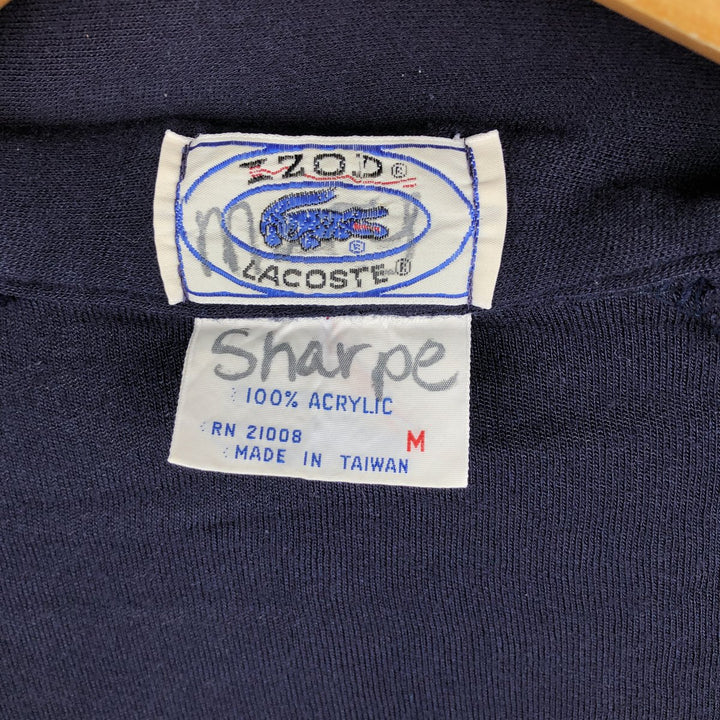 IZOD ®
®
LACOSTE ®
Sharpe
100% ACRYLIC
RN 21008 M
MADE IN TAIWAN